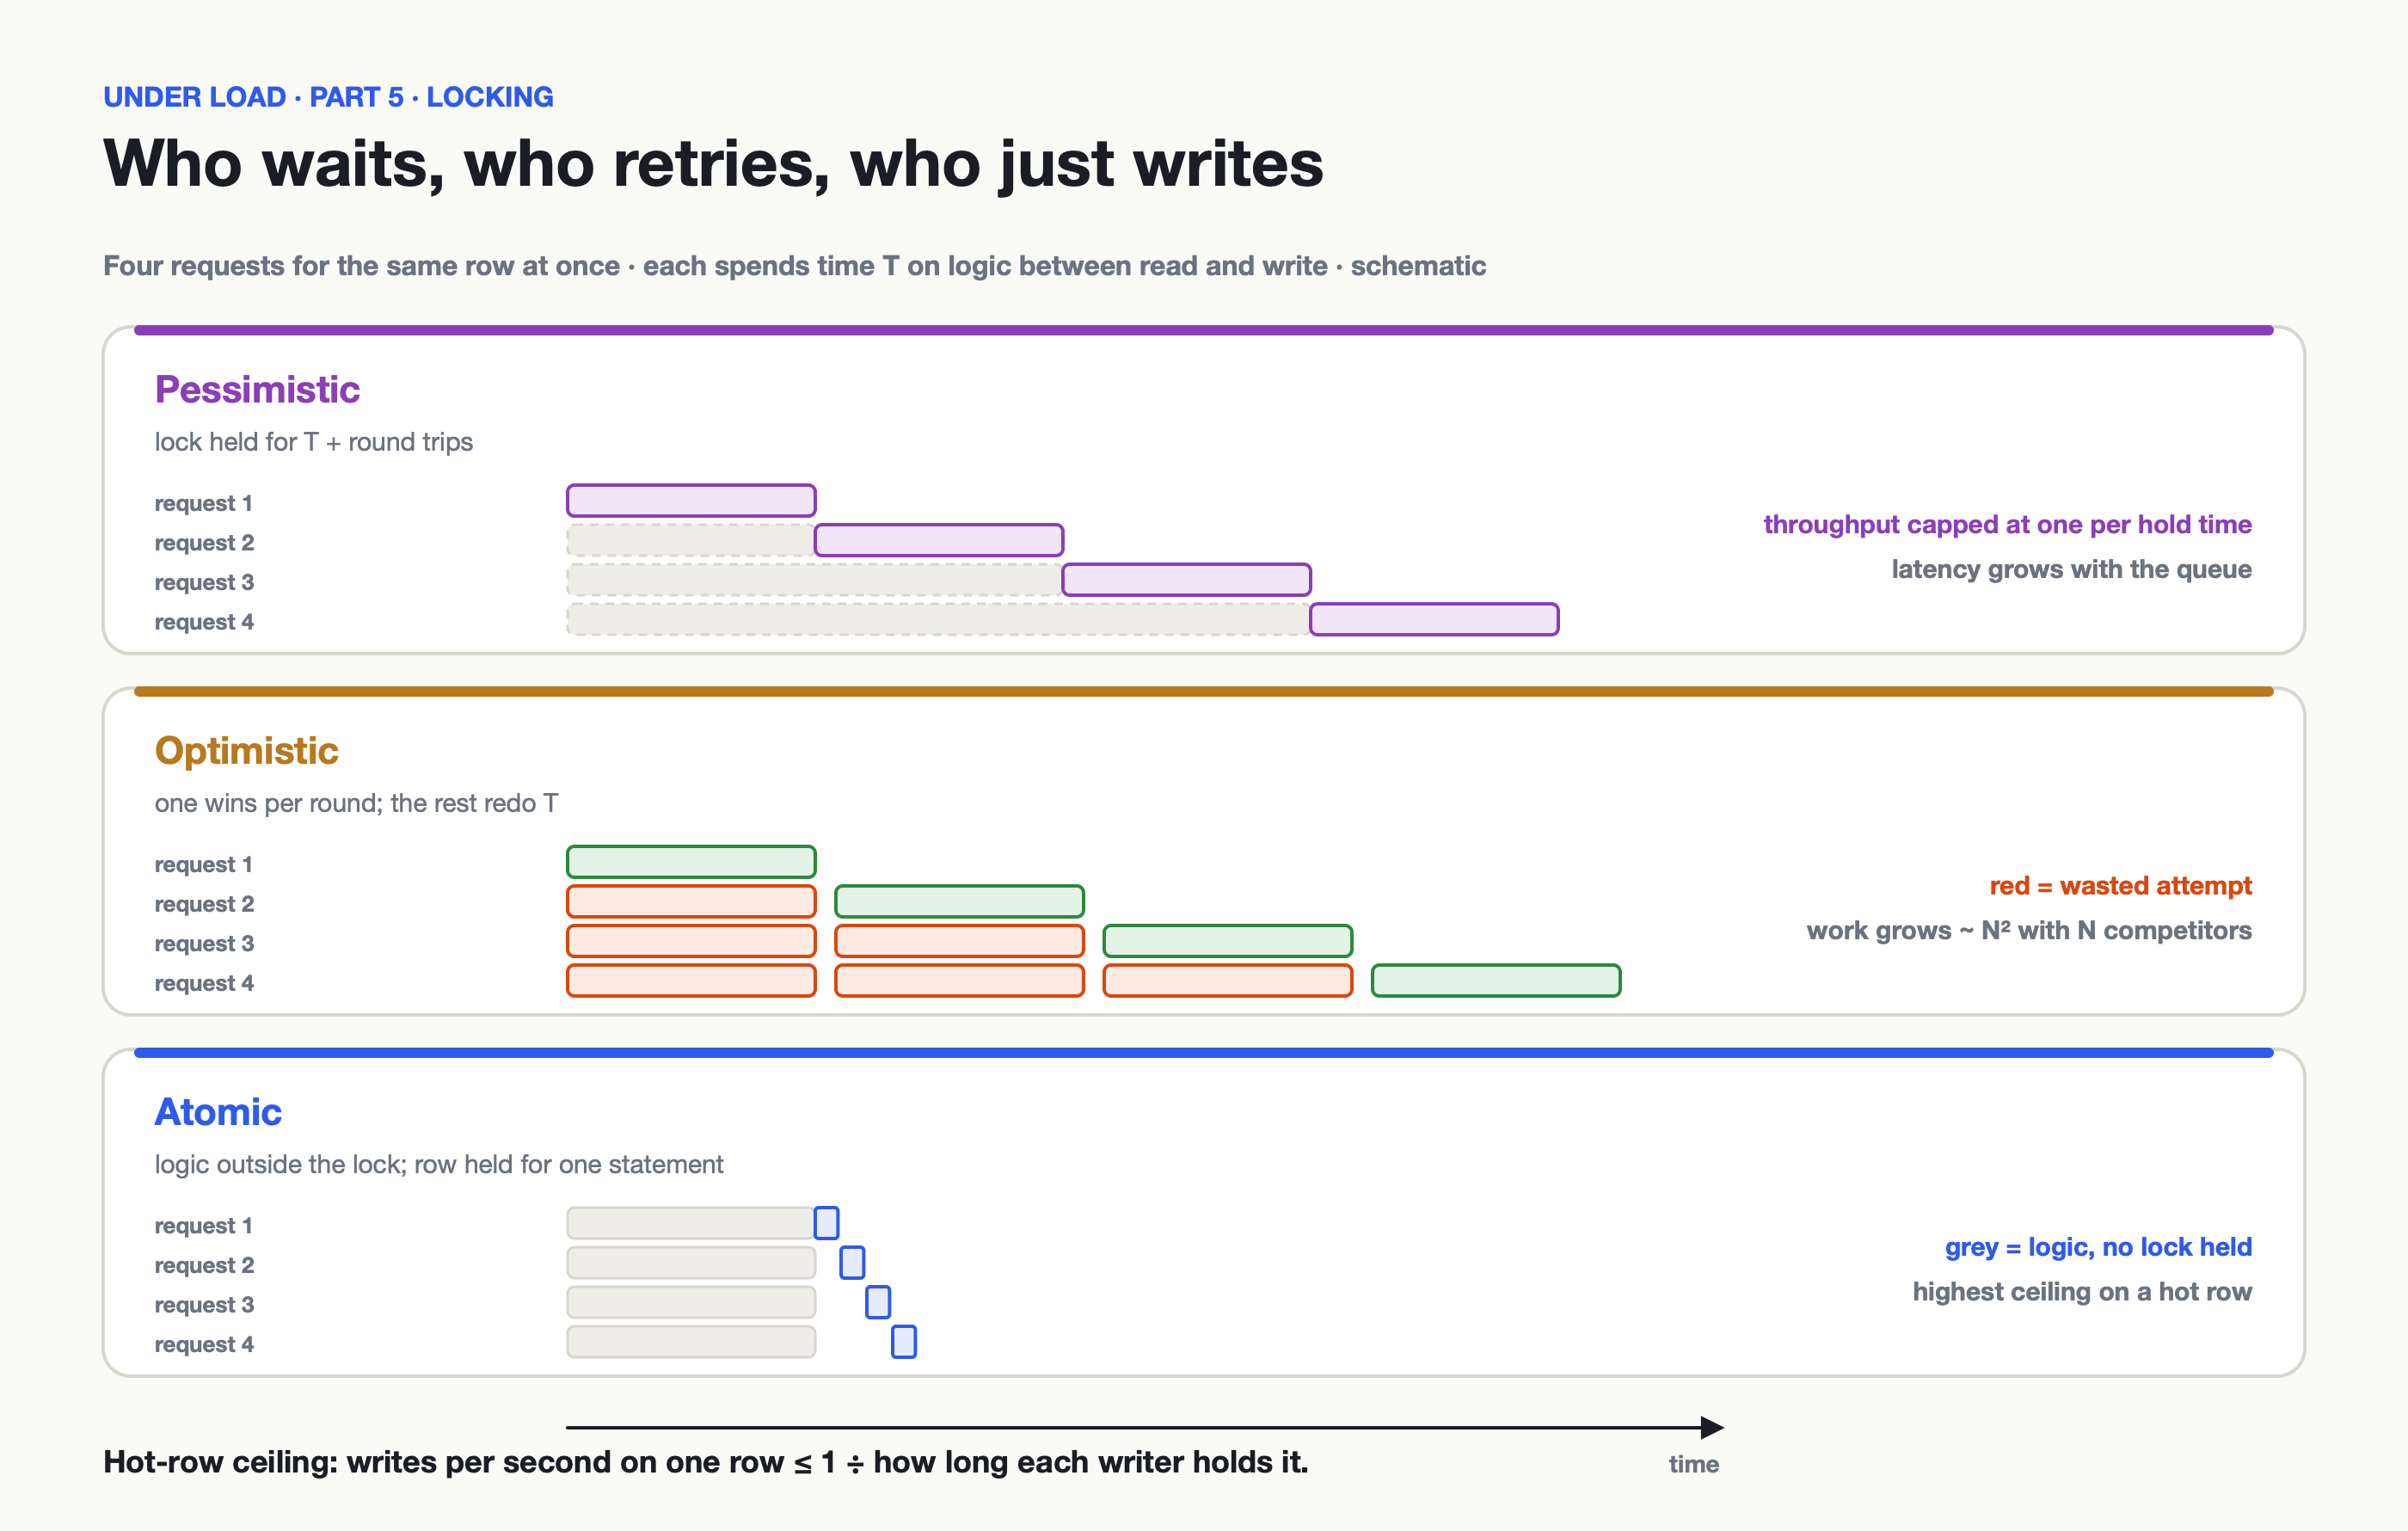 UNDER LOAD · PART 5 · LOCKING
Who waits, who retries, who just writes
Four requests for the same row at once · each spends time T on logic between read and write · schematic
Pessimistic
lock held for T + round trips
request 1
request 2
request 3
request 4
throughput capped at one per hold time
latency grows with the queue
Optimistic
one wins per round; the rest redo T
request 1
request 2
request 3
request 4
red = wasted attempt
work grows ~ N² with N competitors
Atomic
logic outside the lock; row held for one statement
request 1
request 2
request 3
request 4
grey = logic, no lock held
highest ceiling on a hot row
Hot-row ceiling: writes per second on one row ≤ 1 ÷ how long each writer holds it.
time